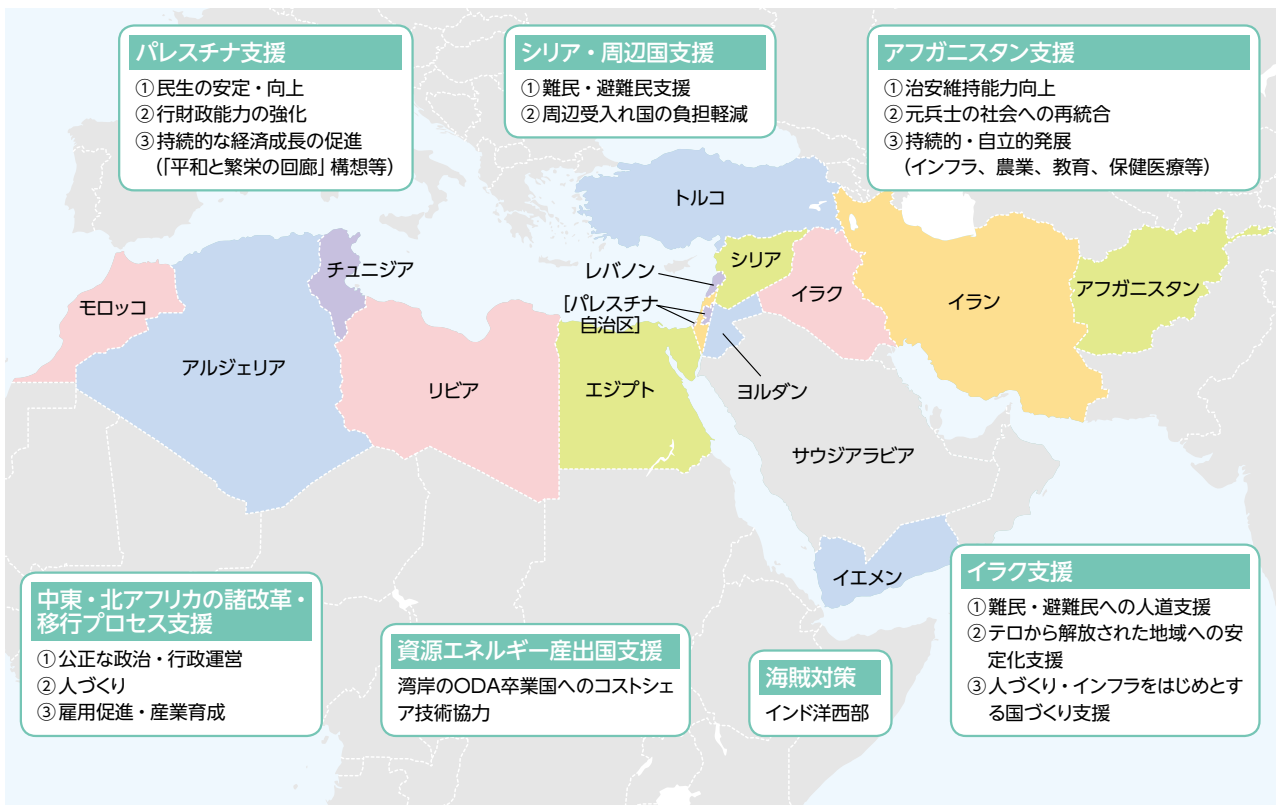 パレスチナ支援
①民生の安定・向上
②行財政能力の強化
③持続的な経済成長の促進
(「平和と繁栄の回廊」構想等)
シリア・周辺国支援
①難民・避難民支援
②周辺受入れ国の負担軽減
アフガニスタン支援
①治安維持能力向上
②元兵士の社会への再統合
③持続的・自立的発展
(インフラ、農業、教育、保健医療等)
トルコ
チュニジア
レバノン
シリア
モロッコ
[パレスチナ
自治区]
イラク
イラン
アフガニスタン
アルジェリア
リビア
エジプト
ヨルダン
サウジアラビア
イエメン
中東・北アフリカの諸改革・
移行プロセス支援
①公正な政治・行政運営
②人づくり
③雇用促進・産業育成
資源エネルギー産出国支援
湾岸のODA卒業国へのコストシェ
ア技術協力
海賊対策
インド洋西部
イラク支援
①難民・避難民への人道支援
②テロから解放された地域への安
定化支援
③人づくり・インフラをはじめとす
る国づくり支援